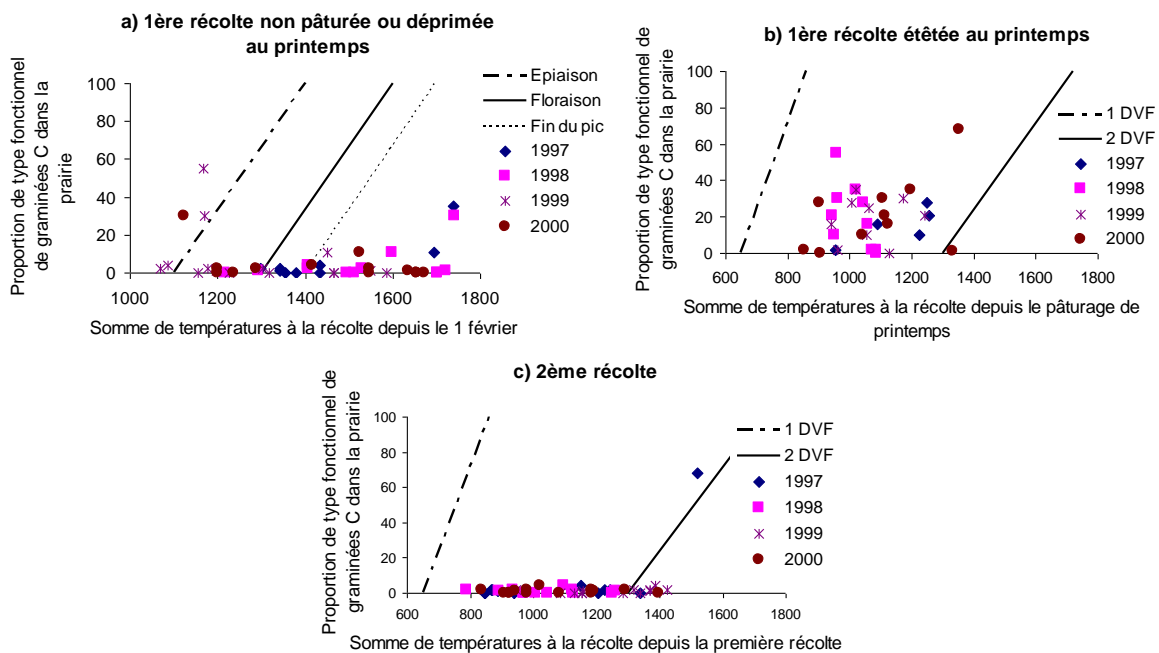 a) 1ère récolte non pâturée ou déprimée
au printemps
Proportion de type fonctionnel
de graminées C dans la
prairie
100
80
60
40
20
0
1000
1200
1400
1600
1800
Somme de températures à la récolte depuis le 1 février
Epiaison
Floraison
Fin du pic
1997
1998
1999
2000
b) 1ère récolte étêtée au printemps
Proportion de type fonctionnel de
graminées C dans la prairie
100
80
60
40
20
0
600
800
1000
1200
1400
1600
1800
Somme de températures à la récolte depuis le pâturage de
printemps
1 DVF
2 DVF
1997
1998
1999
2000
c) 2ème récolte
Proportion de type fonctionnel de
graminées C dans la prairie
100
80
60
40
20
0
600
800
1000
1200
1400
1600
1800
Somme de températures à la récolte depuis la première récolte
1 DVF
2 DVF
1997
1998
1999
2000